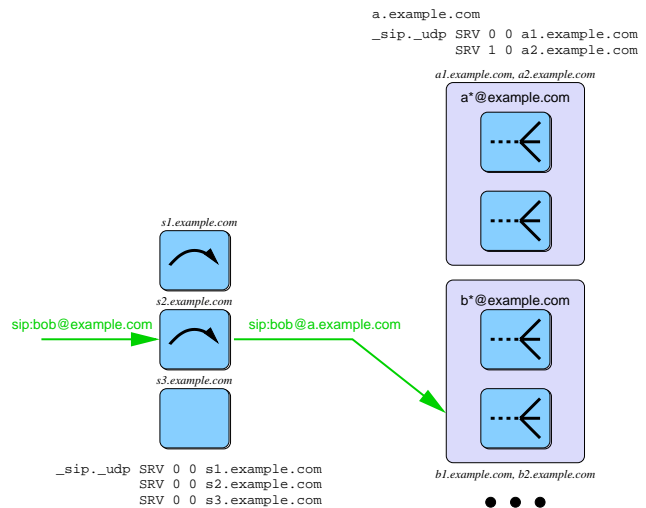 a.example.com
_sip._udp SRV 0 0 a1.example.com
SRV 1 0 a2.example.com
a1.example.com, a2.example.com
a*@example.com
s1.example.com
s2.example.com
b*@example.com
sip:bob@example.com
sip:bob@a.example.com
s3.example.com
_sip._udp SRV 0 0 s1.example.com
SRV 0 0 s2.example.com
SRV 0 0 s3.example.com
b1.example.com, b2.example.com